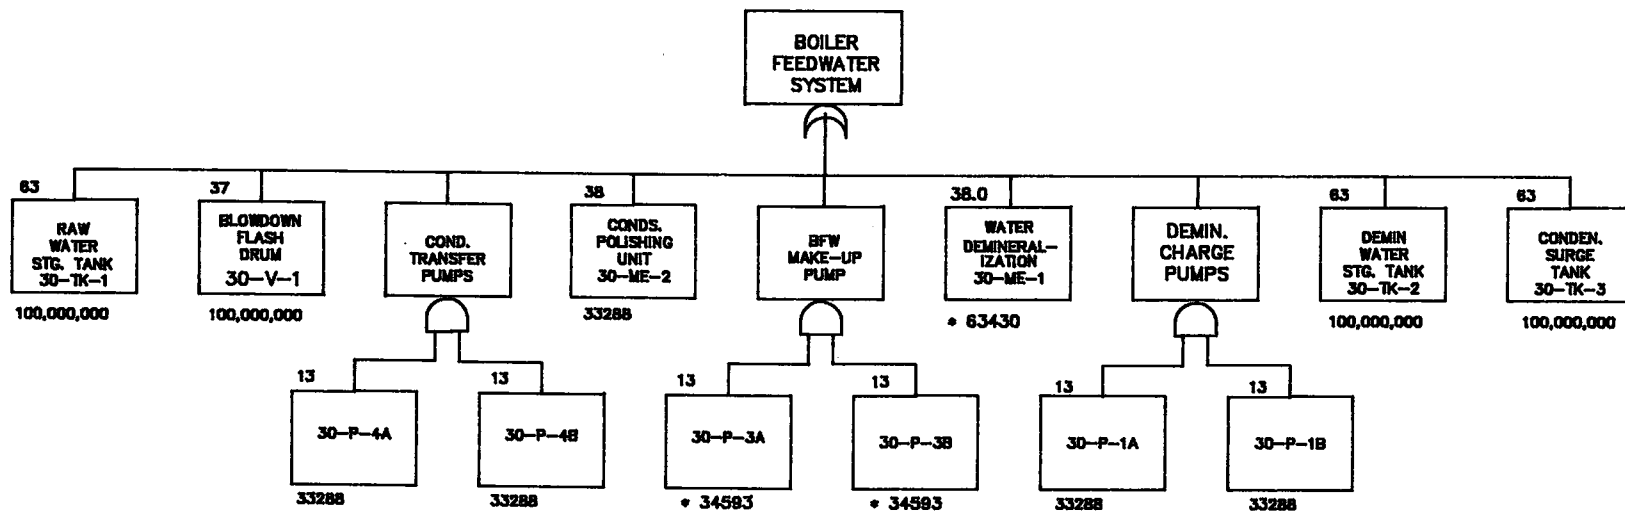 BOILER
FEEDWATER
SYSTEM
63
RAW
WATER
STG. TANK
30-TK-1
100,000,000
37
BLOWDOWN
FLASH
DRUM
30-V-1
100,000,000
COND.
TRANSFER
PUMPS
38
CONDS.
POLISHING
UNIT
30-ME-2
33288
BFW
MAKE-UP
PUMP
38.0
WATER
DEMINERAL-
IZATION
30-ME-1
* 63430
DEMIN.
CHARGE
PUMPS
63
DEMIN
WATER
STG. TANK
30-TK-2
100,000,000
63
CONDEN.
SURGE
TANK
30-TK-3
100,000,000
13
30-P-4A
33288
13
30-P-4B
33288
13
30-P-3A
* 34593
13
30-P-3B
* 34593
13
30-P-1A
33288
13
30-P-1B
33288